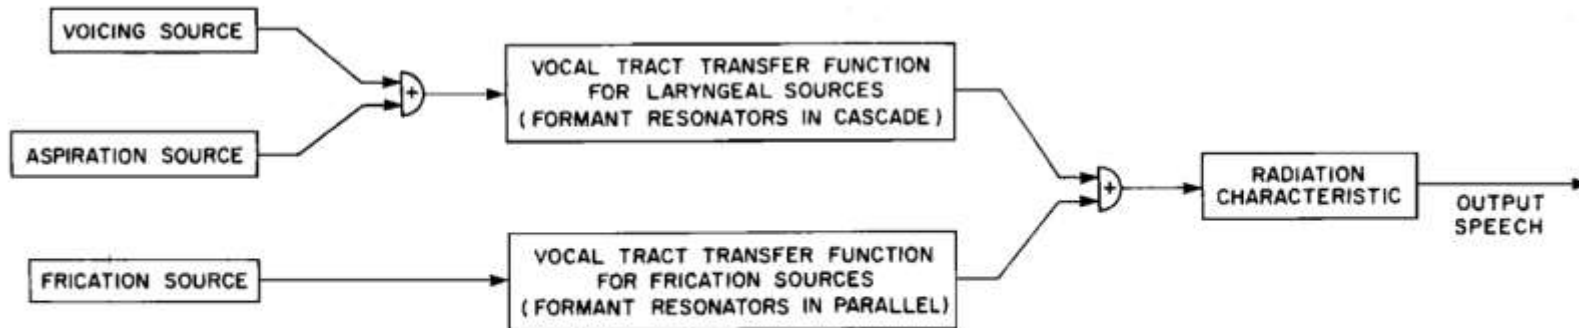 VOICING SOURCE
ASPIRATION SOURCE
+
VOCAL TRACT TRANSFER FUNCTION
FOR LARYNGEAL SOURCES
(FORMANT RESONATORS IN CASCADE)
FRICATION SOURCE
VOCAL TRACT TRANSFER FUNCTION
FOR FRICATION SOURCES
(FORMANT RESONATORS IN PARALLEL)
+
RADIATION
CHARACTERISTIC
OUTPUT
SPEECH